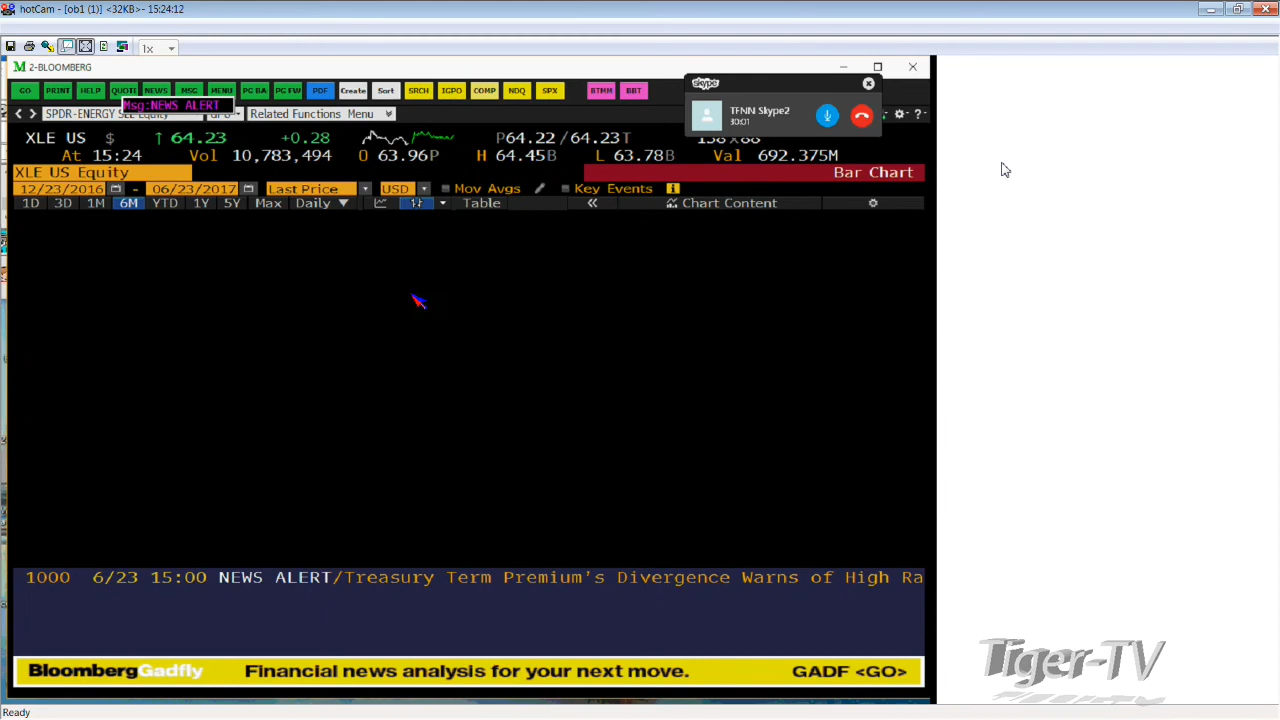 hotCam - [ob1 (1)] <32KB>- 15:24:12
1x
2-BLOOMBERG
GO PRINT HELP QUOTE NEWS MSG MENU PG BA PG FW PDF Create Sort SRCH IGPO COMP NDQ SPX BTMM BBT
skype
Msg:NEWS ALERT
TFNN Skype2
30:01
Related Functions Menu
XLE US $ ↑ 64.23 +0.28 P64.22/64.23T
At 15:24 Vol 10,783,494 O 63.96P H 64.45B L 63.78B Val 692.375M
XLE US Equity Bar Chart
12/23/2016 - 06/23/2017 Last Price USD Mov Avgs Key Events
1D 3D 1M 6M YTD 1Y 5Y Max Daily ▼ Table « Chart Content
1000 6/23 15:00 NEWS ALERT/Treasury Term Premium's Divergence Warns of High Ra
BloombergGadfly Financial news analysis for your next move. GADF <GO>
Tiger-TV
Ready